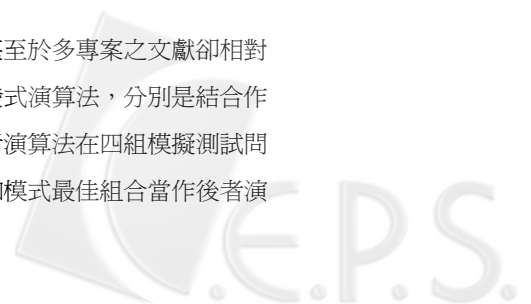 至於多專案之文獻卻相對
式演算法，分別是結合作
演算法在四組模擬測試問
模式最佳組合當作後者演
C.E.P.S.